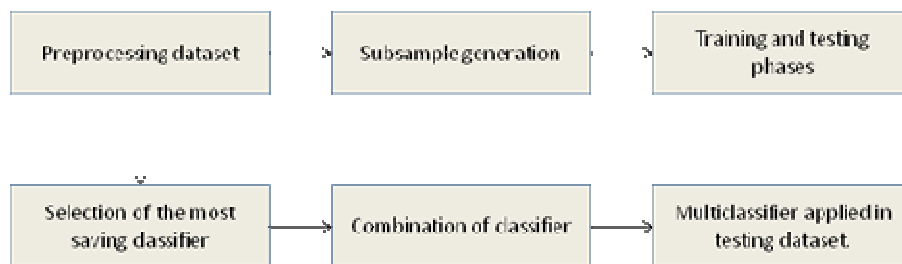 Preprocessing dataset
Subsample generation
Training and testing
phases
Selection of the most
saving classifier
Combination of classifier
Multiclassifier applied in
testing dataset.